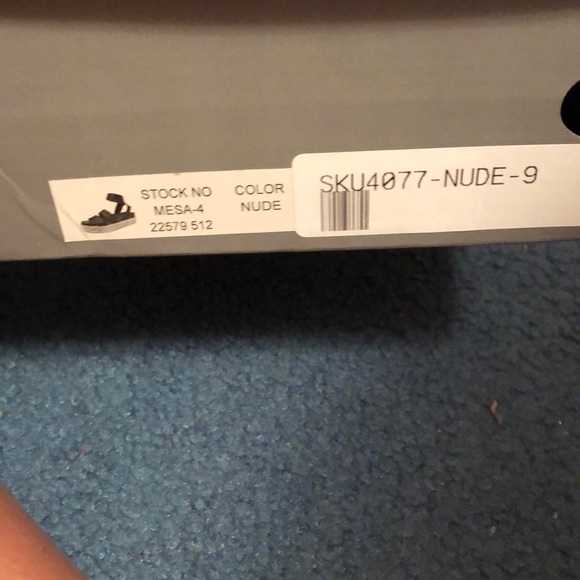 STOCK NO COLOR
MESA-4 NUDE
22579 512
SKU4077-NUDE-9